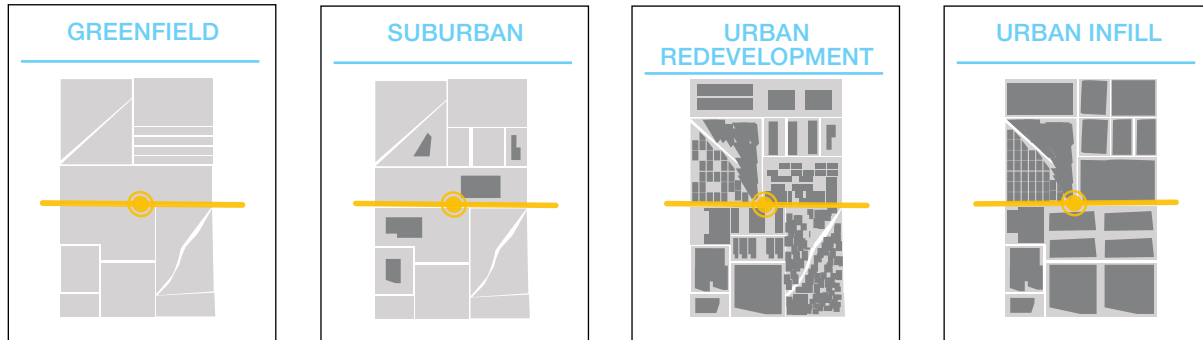 GREENFIELD
SUBURBAN
URBAN
REDEVELOPMENT
URBAN INFILL